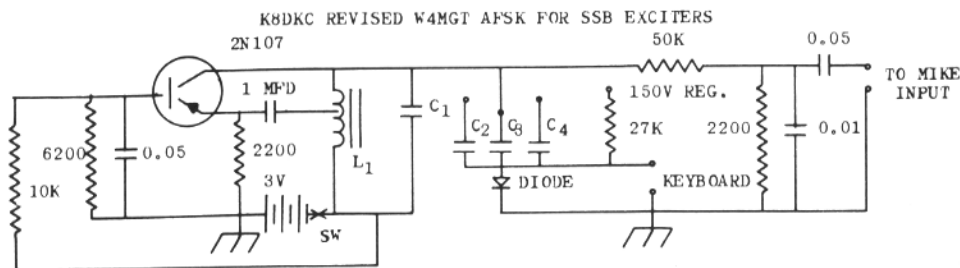 K8DKC REVISED W4MGT AFSK FOR SSB EXCITERS
2N107
50K
0.05
1 MFD
C1
150V REG.
TO MIKE
INPUT
C2
C3
C4
27K
2200
0.01
6200
0.05
2200
L1
10K
3V
DIODE
KEYBOARD
SW